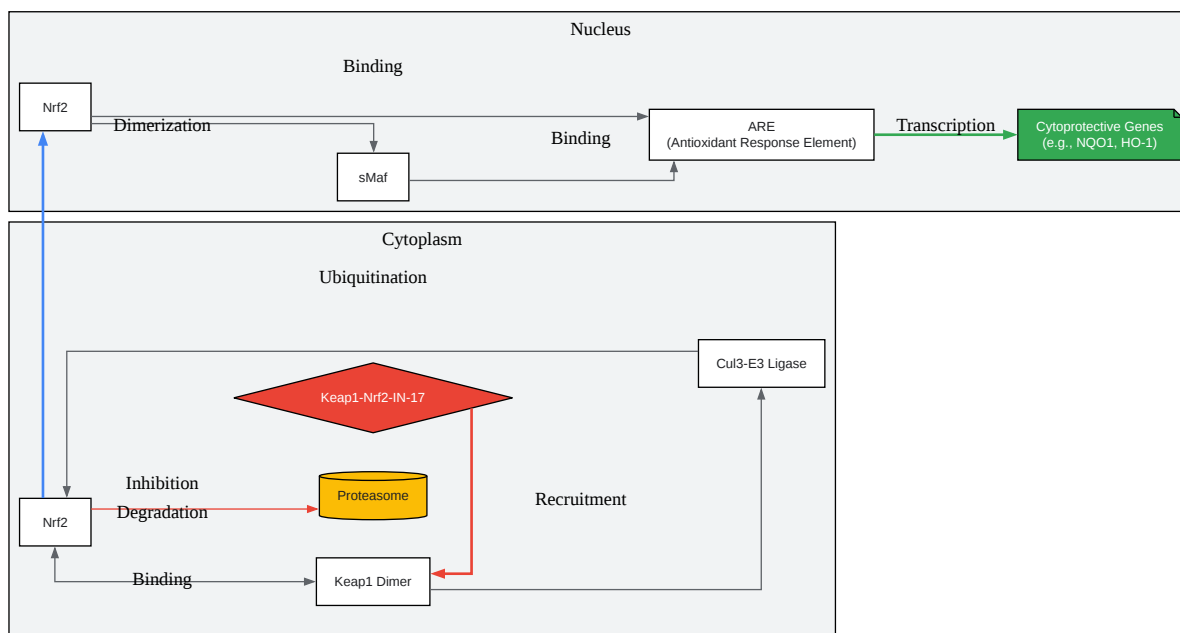 Nucleus
Binding
Nrf2
Dimerization
Binding
ARE
(Antioxidant Response Element)
Transcription
Cytoprotective Genes
(e.g., NQO1, HO-1)
sMaf
Cytoplasm
Ubiquitination
Cul3-E3 Ligase
Keap1-Nrf2-IN-17
Inhibition
Proteasome
Recruitment
Degradation
Nrf2
Binding
Keap1 Dimer